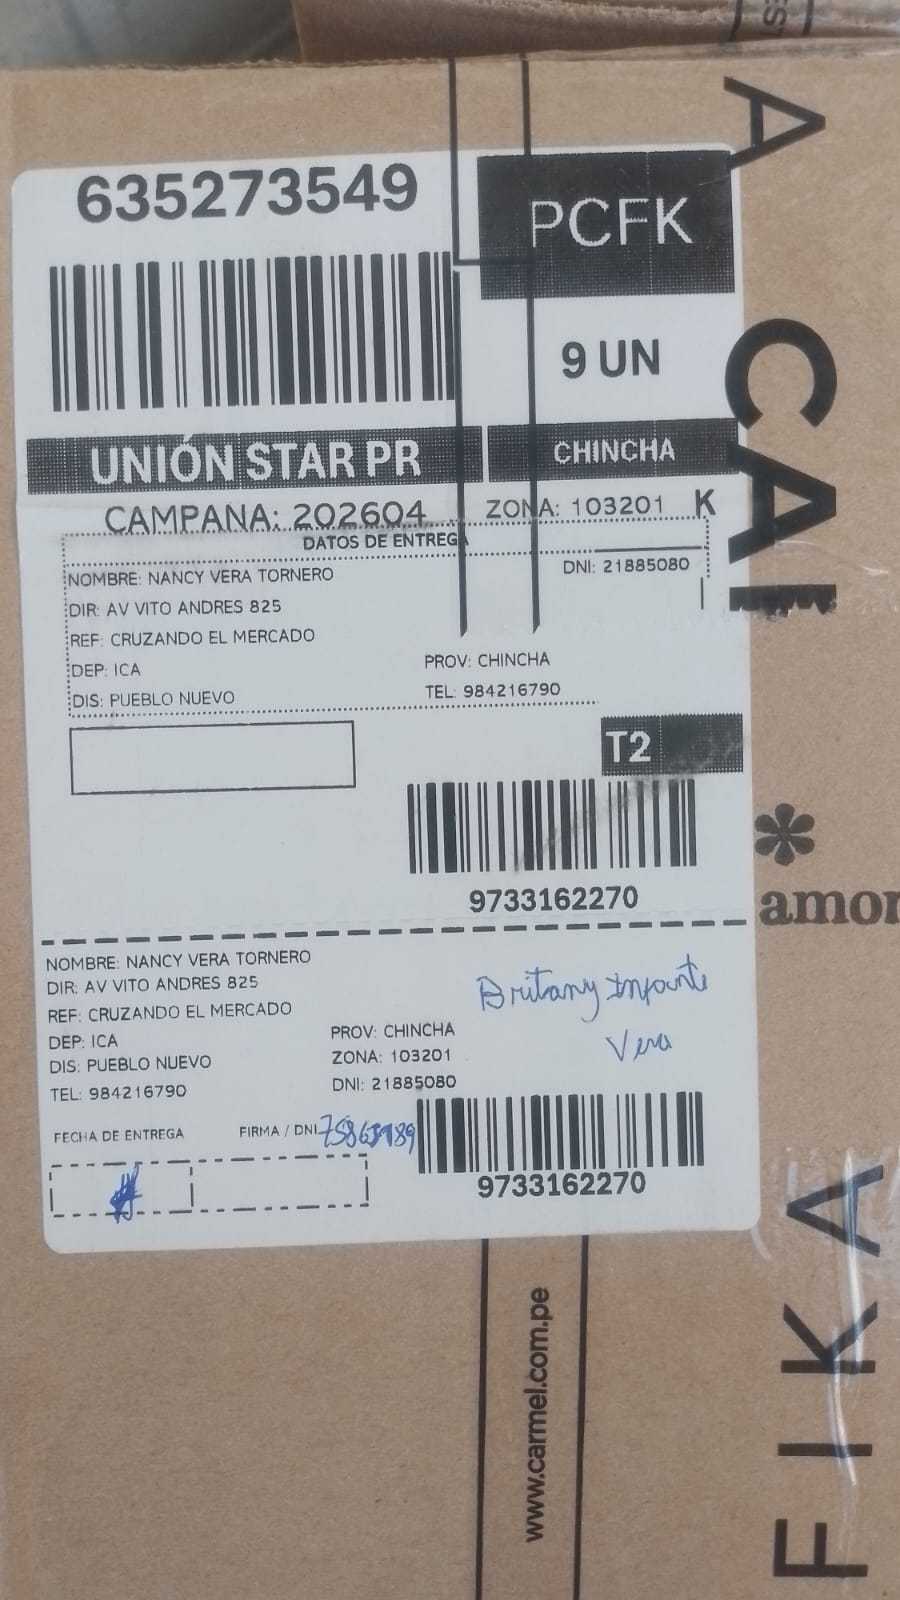 635273549
PCFK
9 UN
UNIÓN STAR PR
CHINCHA
CAMPANA: 202604
ZONA: 103201 K
DATOS DE ENTREGA
NOMBRE: NANCY VERA TORNERO
DNI: 21885080
DIR: AV VITO ANDRES 825
REF: CRUZANDO EL MERCADO
DEP: ICA
PROV: CHINCHA
DIS: PUEBLO NUEVO
TEL: 984216790
T2
9733162270
NOMBRE: NANCY VERA TORNERO
DIR: AV VITO ANDRES 825
REF: CRUZANDO EL MERCADO
DEP: ICA
PROV: CHINCHA
DIS: PUEBLO NUEVO
ZONA: 103201
TEL: 984216790
DNI: 21885080
Britany Infante
Vera
FECHA DE ENTREGA
FIRMA / DNI
9733162270
A CA
amor
FIKA
www.carmel.com.pe